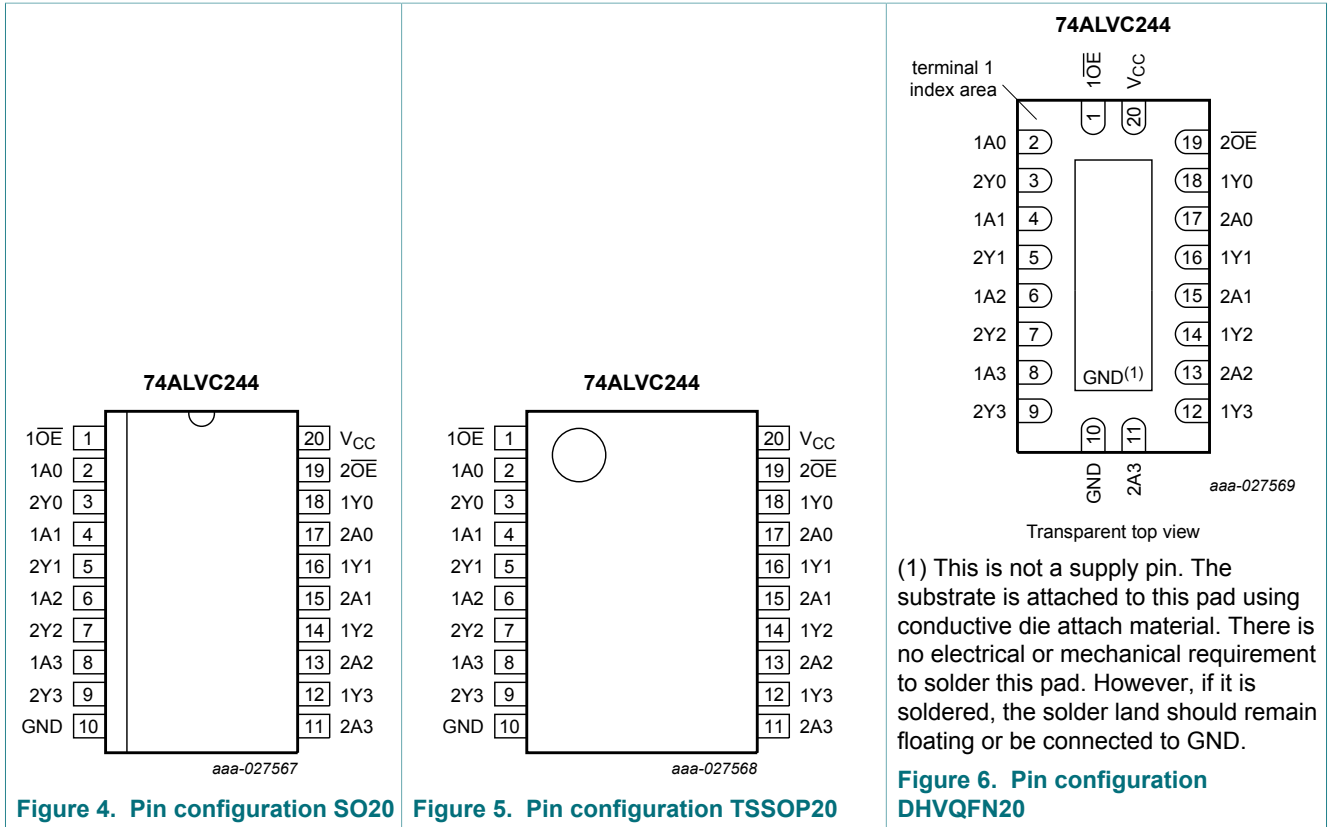 74ALVC244
1O̅E̅ 1
1A0 2
2Y0 3
1A1 4
2Y1 5
1A2 6
2Y2 7
1A3 8
2Y3 9
GND 10
20 VCC
19 2O̅E̅
18 1Y0
17 2A0
16 1Y1
15 2A1
14 1Y2
13 2A2
12 1Y3
11 2A3
aaa-027567
Figure 4. Pin configuration SO20
74ALVC244
1O̅E̅ 1
1A0 2
2Y0 3
1A1 4
2Y1 5
1A2 6
2Y2 7
1A3 8
2Y3 9
GND 10
20 VCC
19 2O̅E̅
18 1Y0
17 2A0
16 1Y1
15 2A1
14 1Y2
13 2A2
12 1Y3
11 2A3
aaa-027568
Figure 5. Pin configuration TSSOP20
74ALVC244
terminal 1
index area
1O̅E̅
VCC
1
20
1A0 2
2Y0 3
1A1 4
2Y1 5
1A2 6
2Y2 7
1A3 8
2Y3 9
19 2O̅E̅
18 1Y0
17 2A0
16 1Y1
15 2A1
14 1Y2
13 2A2
12 1Y3
GND(1)
10
11
GND
2A3
aaa-027569
Transparent top view
(1) This is not a supply pin. The
substrate is attached to this pad using
conductive die attach material. There is
no electrical or mechanical requirement
to solder this pad. However, if it is
soldered, the solder land should remain
floating or be connected to GND.
Figure 6. Pin configuration
DHVQFN20